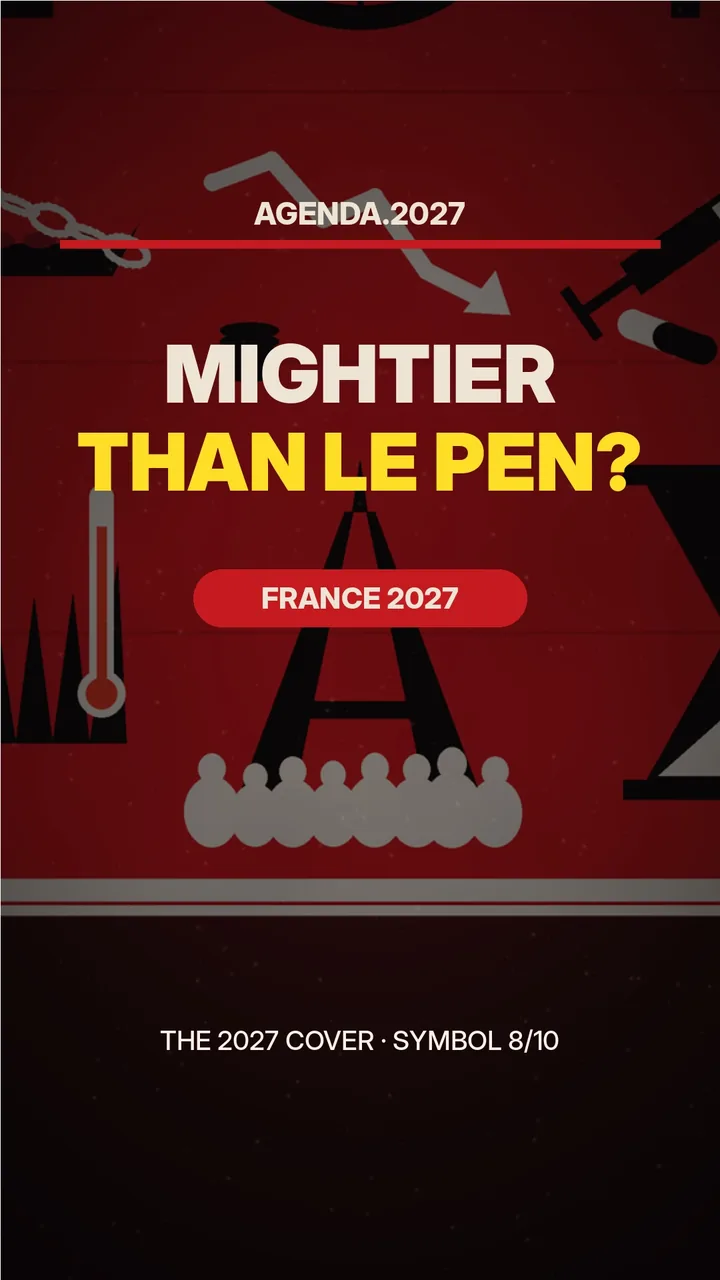 AGENDA.2027
MIGHTIER
THAN LE PEN?
FRANCE 2027
THE 2027 COVER · SYMBOL 8/10